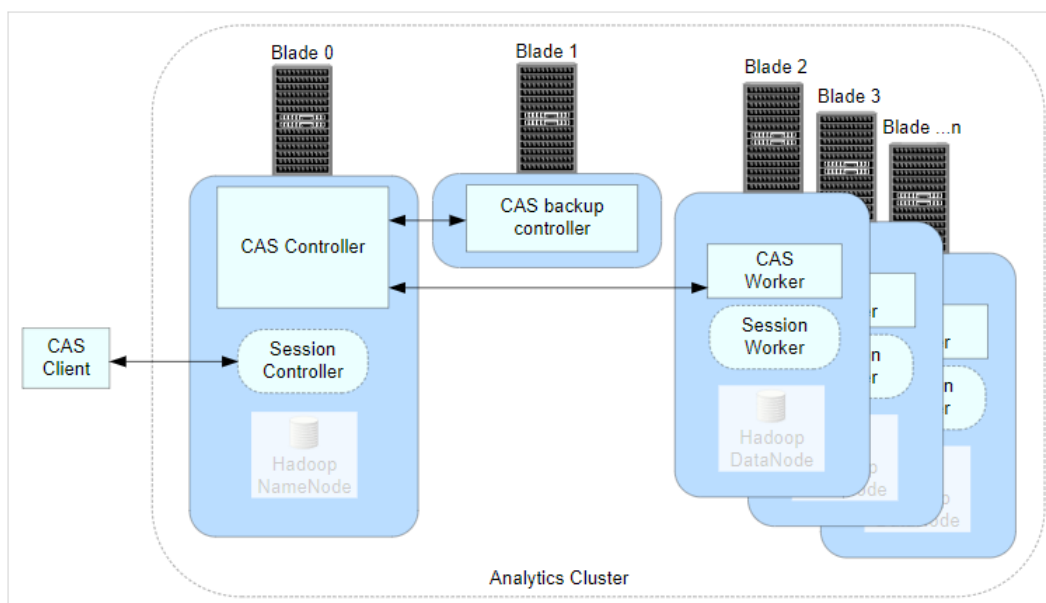 Blade 0
Blade 1
Blade 2
Blade 3
Blade ...n
CAS Controller
CAS backup
controller
CAS
Worker
Session
Worker
Hadoop
DataNode
CAS
Client
Session
Controller
Hadoop
NameNode
Analytics Cluster